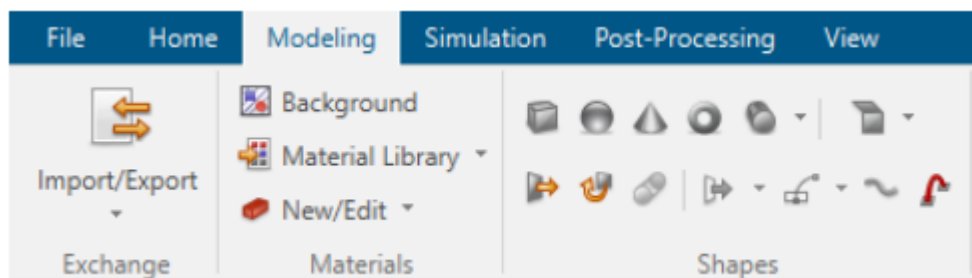 File Home Modeling Simulation Post-Processing View
Import/Export
Background
Material Library
New/Edit
Exchange Materials Shapes